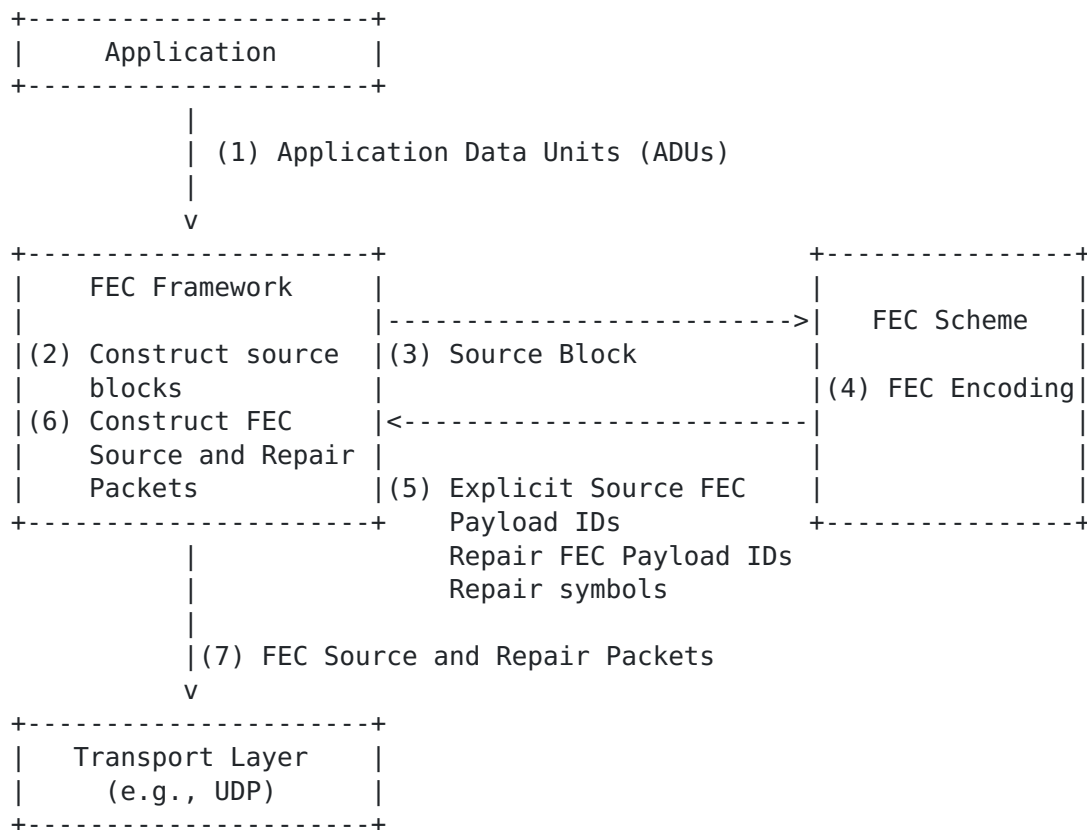 Application
(1) Application Data Units (ADUs)
FEC Framework
FEC Scheme
(2) Construct source (3) Source Block
blocks (4) FEC Encoding
(6) Construct FEC
Source and Repair
Packets (5) Explicit Source FEC
Payload IDs
Repair FEC Payload IDs
Repair symbols
(7) FEC Source and Repair Packets
Transport Layer
(e.g., UDP)